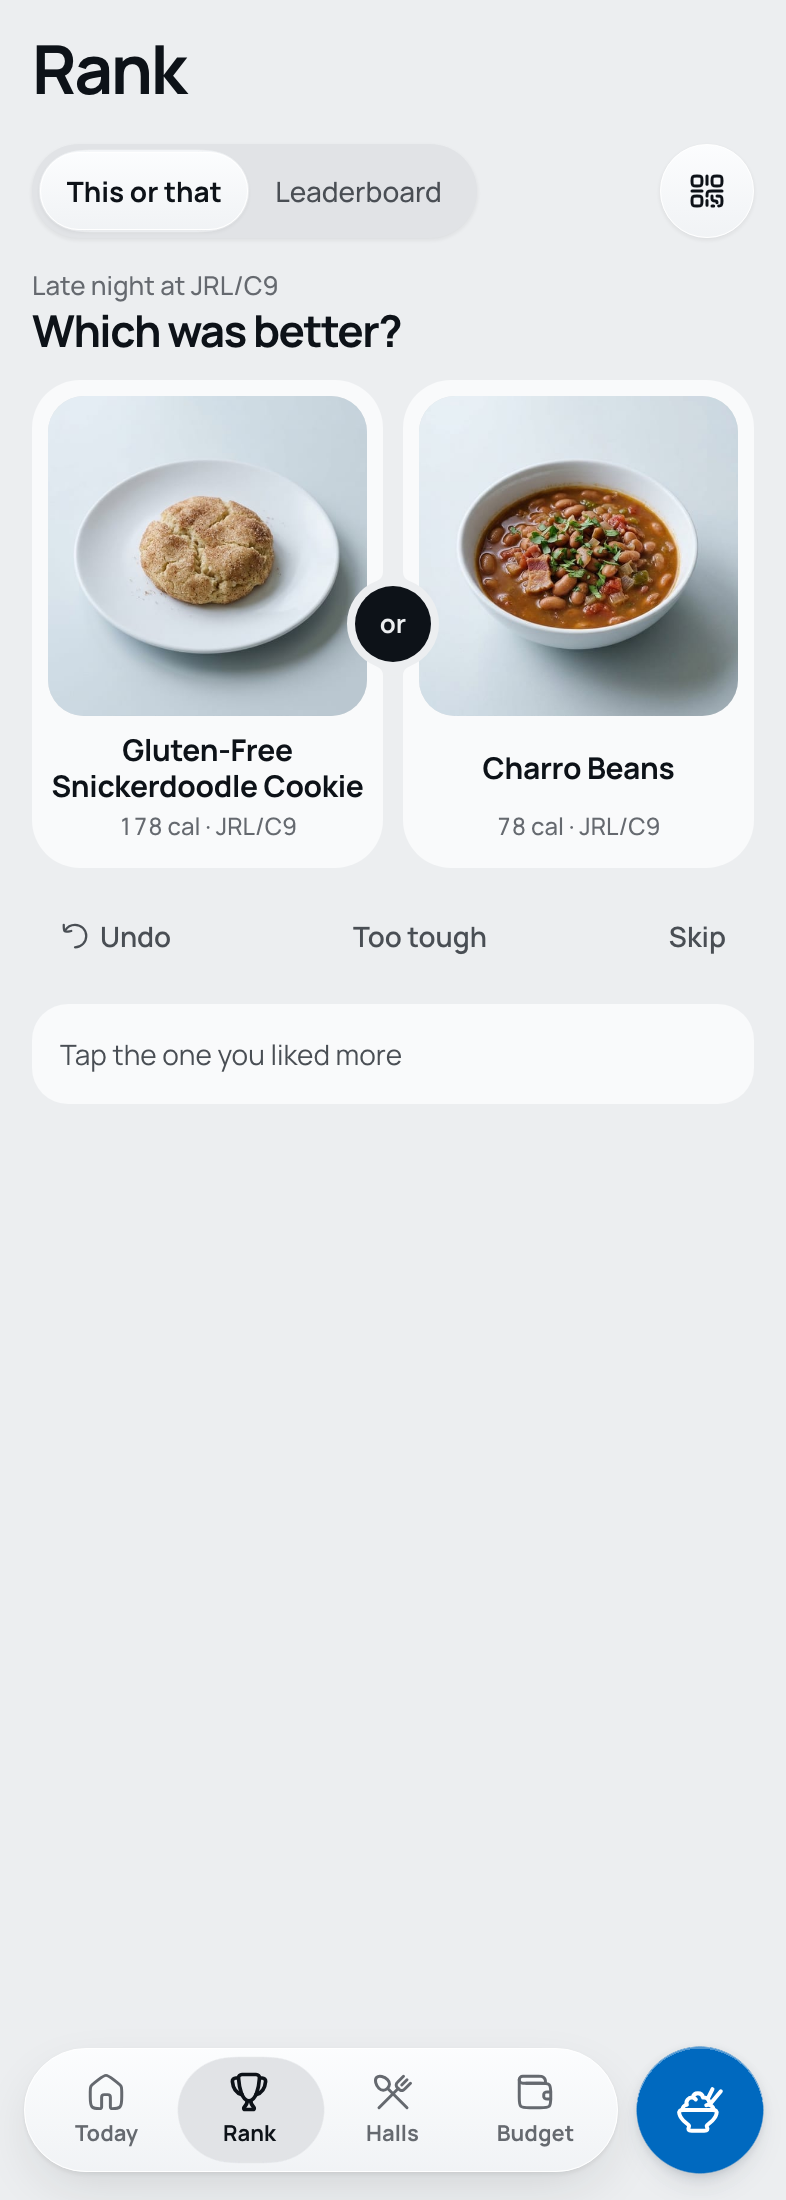 Rank
This or that
Leaderboard
Late night at JRL/C9
Which was better?
or
Gluten-Free
Snickerdoodle Cookie
178 cal · JRL/C9
Charro Beans
78 cal · JRL/C9
Undo
Too tough
Skip
Tap the one you liked more
Today
Rank
Halls
Budget